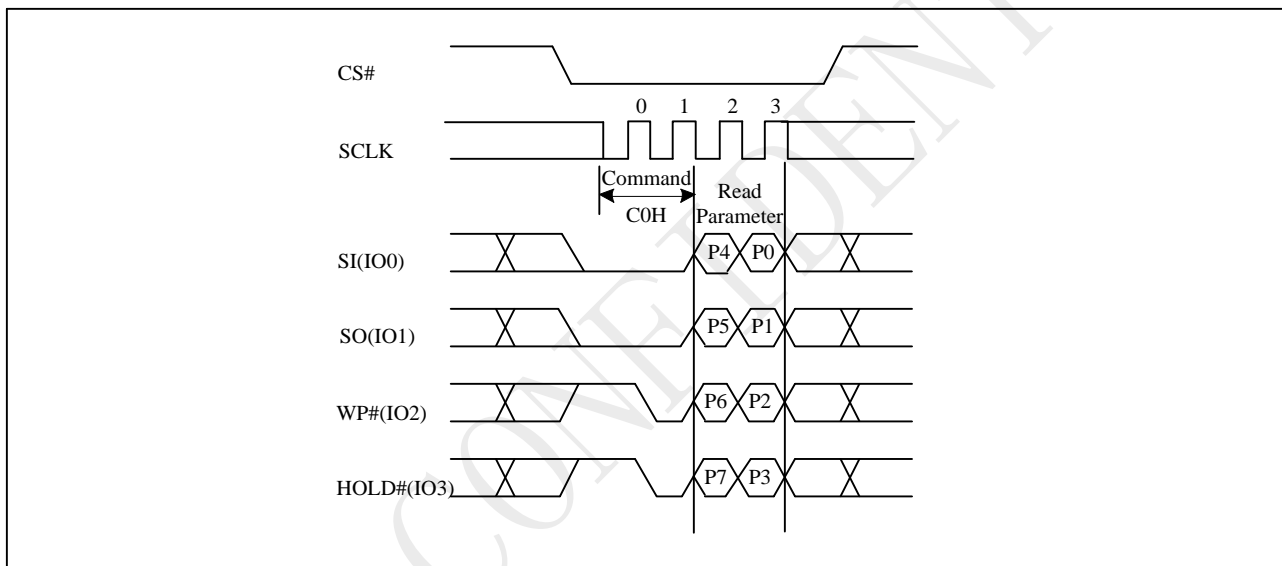 CS#
0 1 2 3
SCLK
Command
C0H
Read
Parameter
SI(IO0)
P4 P0
SO(IO1)
P5 P1
WP#(IO2)
P6 P2
HOLD#(IO3)
P7 P3